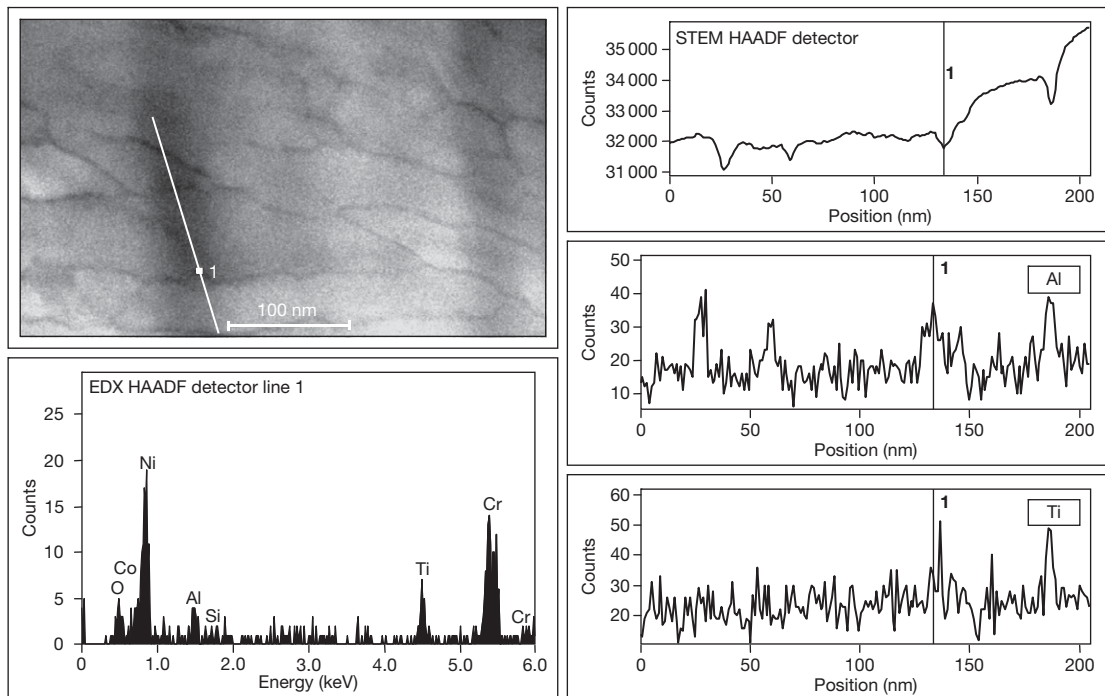 1
100 nm
STEM HAADF detector
1
Counts
35 000
34 000
33 000
32 000
31 000
0 50 100 150 200
Position (nm)
Al
1
Counts
50
40
30
20
10
0 50 100 150 200
Position (nm)
EDX HAADF detector line 1
Counts
25
20
15
10
5
0
Ni
Co
O
Al
Si
Ti
Cr
Cr
0 1.0 2.0 3.0 4.0 5.0 6.0
Energy (keV)
Ti
1
Counts
60
50
40
30
20
0 50 100 150 200
Position (nm)